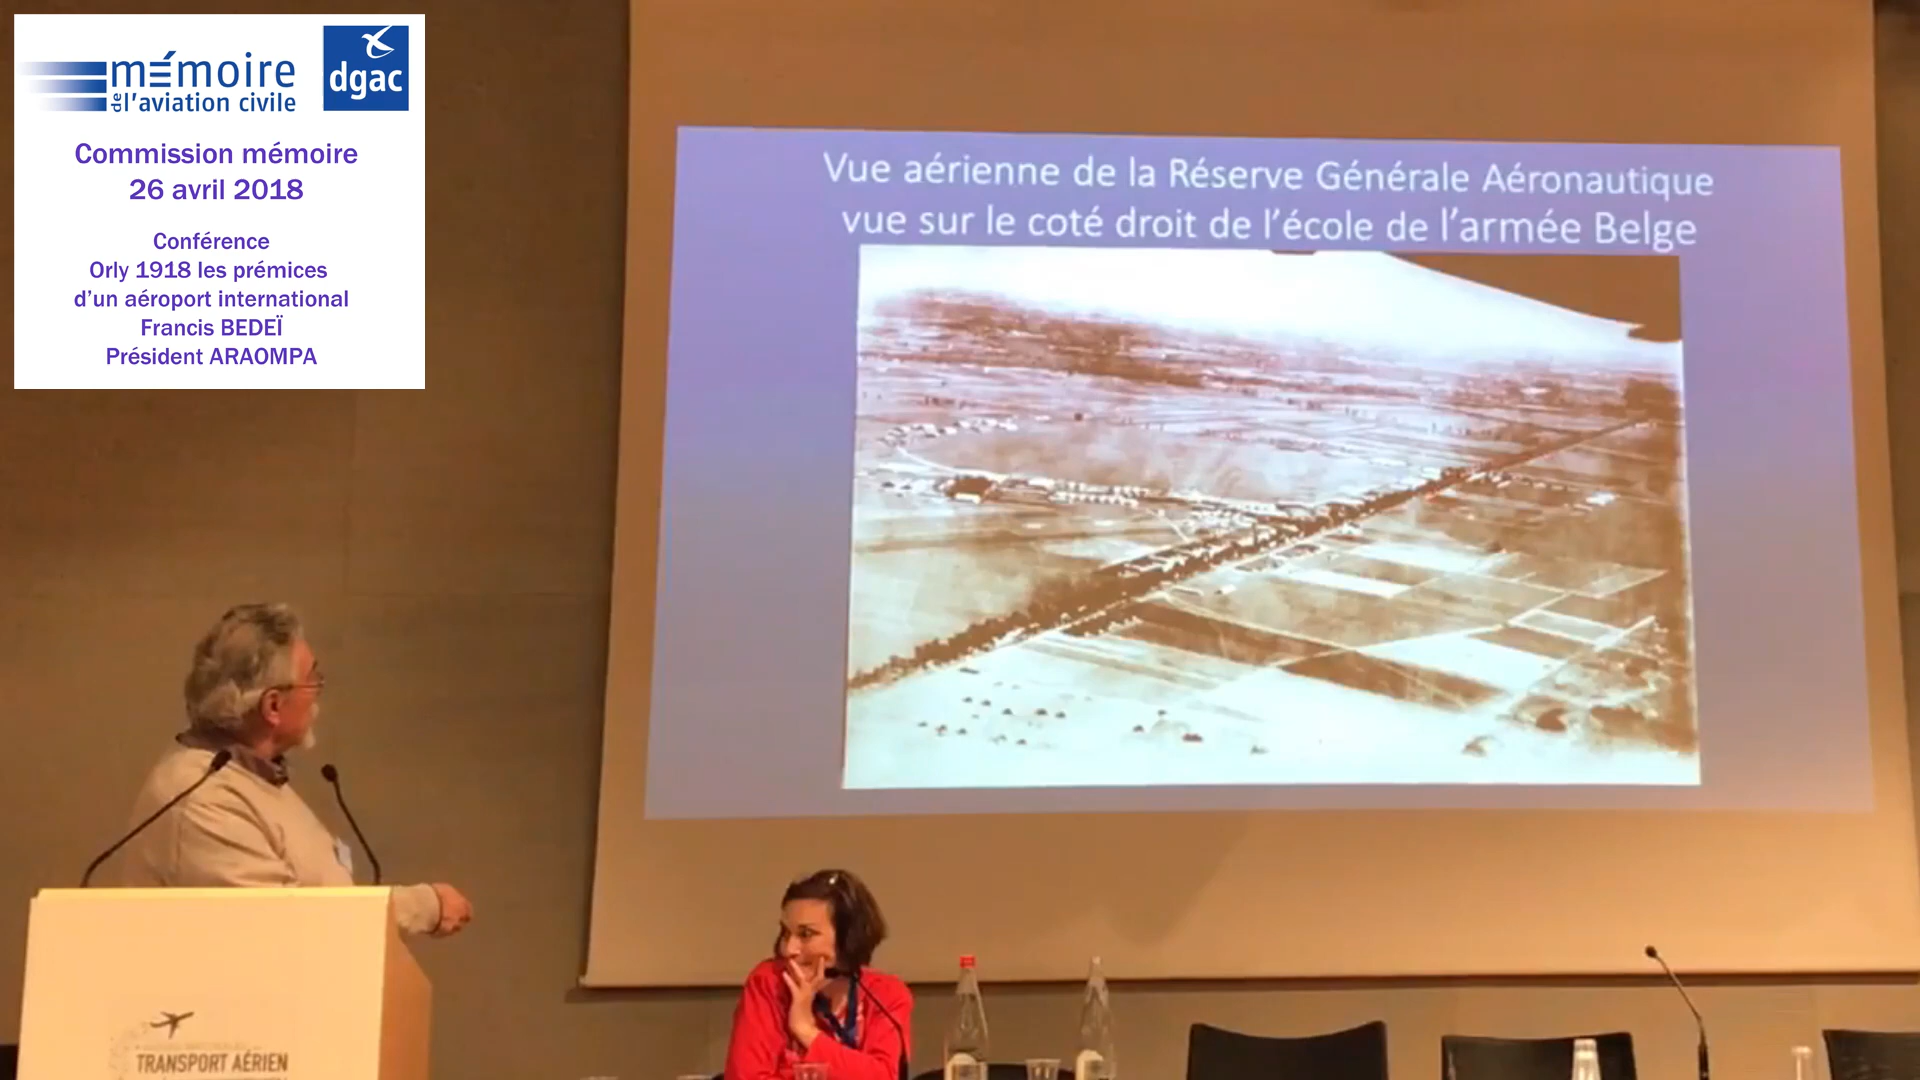 mémoire
de l'aviation civile
dgac
Commission mémoire
26 avril 2018
Conférence
Orly 1918 les prémices
d'un aéroport international
Francis BEDEÏ
Président ARAOMPA
Vue aérienne de la Réserve Générale Aéronautique
vue sur le coté droit de l'école de l'armée Belge
TRANSPORT AÉRIEN